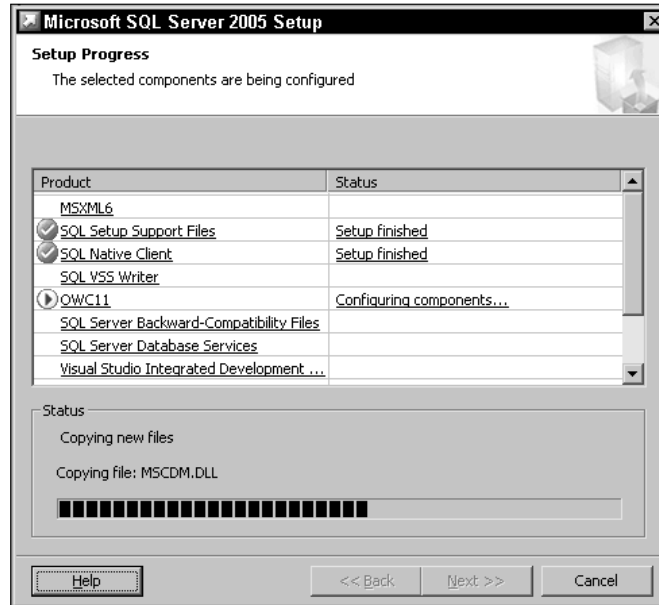 Microsoft SQL Server 2005 Setup
Setup Progress
The selected components are being configured
Product Status
MSXML6
SQL Setup Support Files Setup finished
SQL Native Client Setup finished
SQL VSS Writer
OWC11 Configuring components...
SQL Server Backward-Compatibility Files
SQL Server Database Services
Visual Studio Integrated Development ...
Status
Copying new files
Copying file: MSCDM.DLL
Help << Back Next >> Cancel